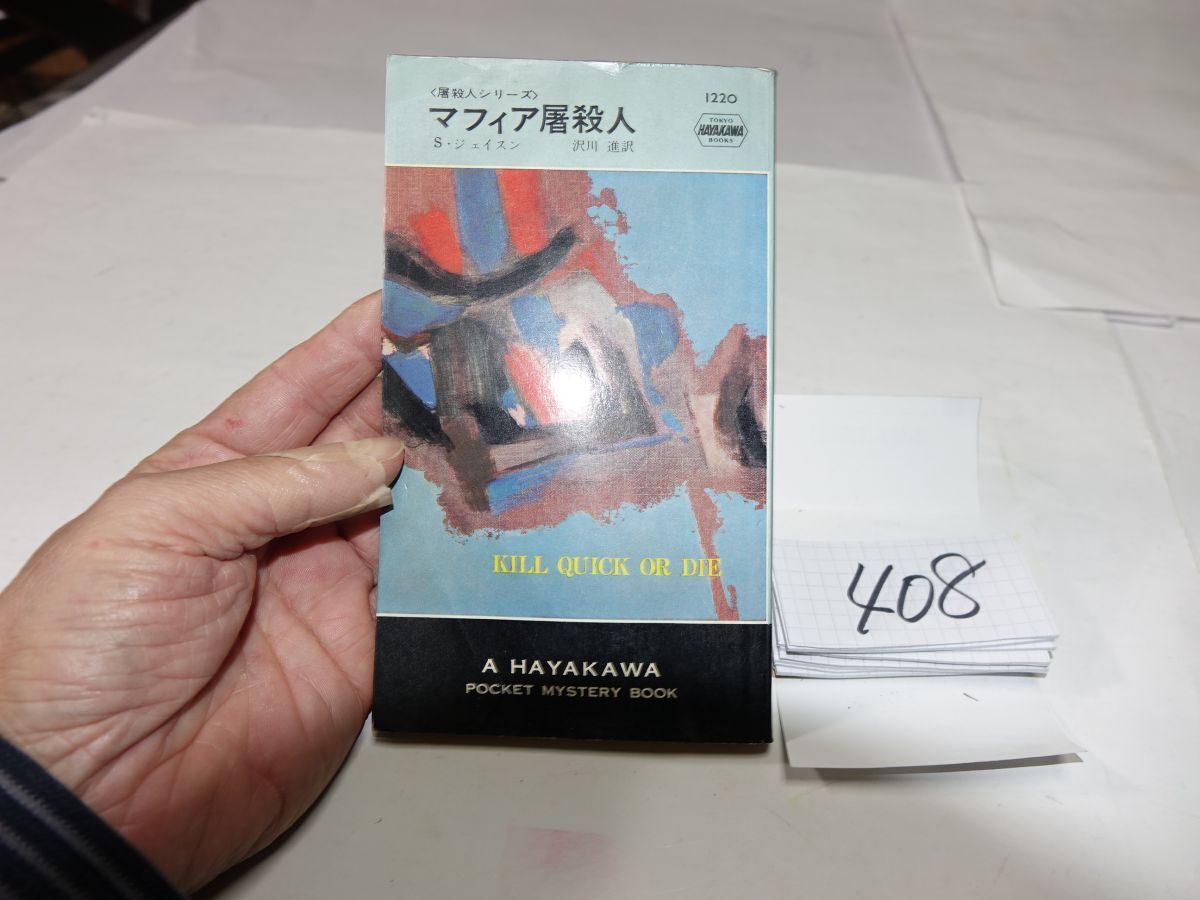 〈屠殺人シリーズ〉
マフィア屠殺人
S・ジェイスン 沢川 進訳
1220
TOKYO
HAYAKAWA
BOOKS
KILL QUICK OR DIE
A HAYAKAWA
POCKET MYSTERY BOOK
408